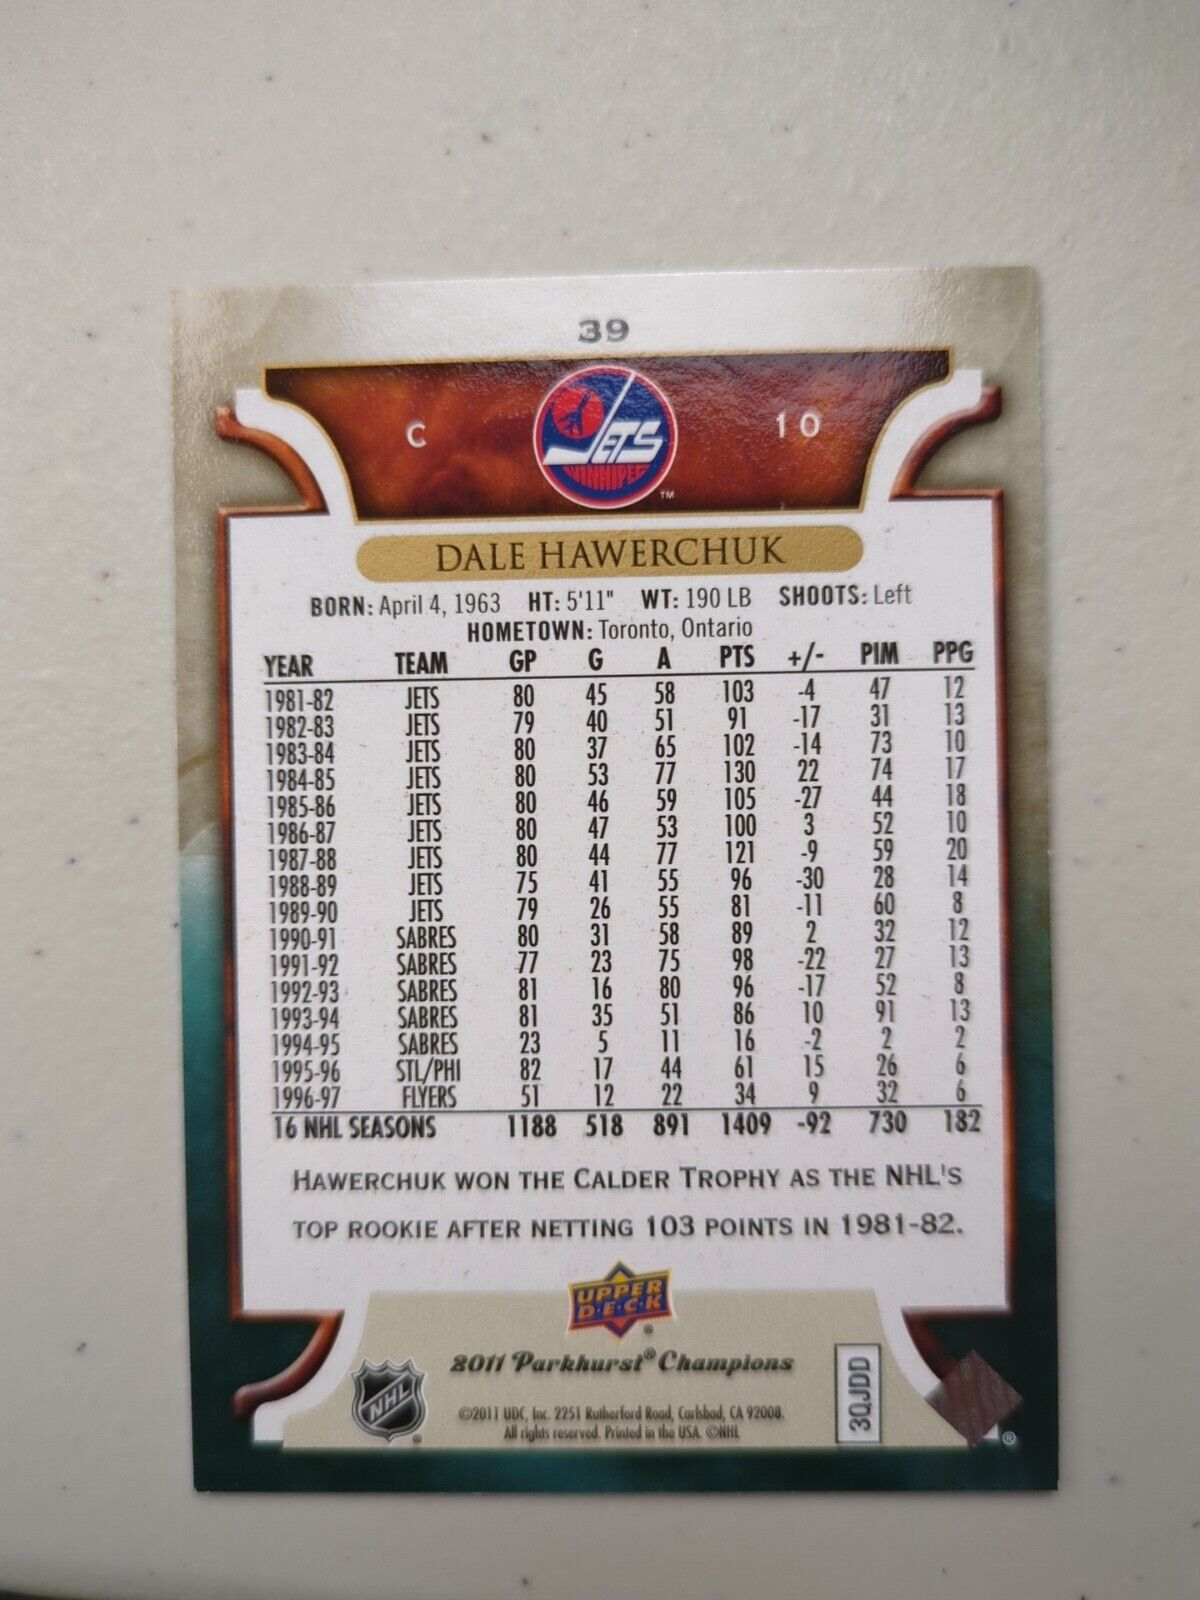 39
C 10
JETS
WINNIPEG
TM
DALE HAWERCHUK
BORN: April 4, 1963 HT: 5'11" WT: 190 LB SHOOTS: Left
HOMETOWN: Toronto, Ontario
YEAR TEAM GP G A PTS +/- PIM PPG
1981-82 JETS 80 45 58 103 -4 47 12
1982-83 JETS 79 40 51 91 -17 31 13
1983-84 JETS 80 37 65 102 -14 73 10
1984-85 JETS 80 53 77 130 22 74 17
1985-86 JETS 80 46 59 105 -27 44 18
1986-87 JETS 80 47 53 100 3 52 10
1987-88 JETS 80 44 77 121 -9 59 20
1988-89 JETS 75 41 55 96 -30 28 14
1989-90 JETS 79 26 55 81 -11 60 8
1990-91 SABRES 80 31 58 89 2 32 12
1991-92 SABRES 77 23 75 98 -22 27 13
1992-93 SABRES 81 16 80 96 -17 52 8
1993-94 SABRES 81 35 51 86 10 91 13
1994-95 SABRES 23 5 11 16 -2 2 2
1995-96 STL/PHI 82 17 44 61 15 26 6
1996-97 FLYERS 51 12 22 34 9 32 6
16 NHL SEASONS 1188 518 891 1409 -92 730 182
HAWERCHUK WON THE CALDER TROPHY AS THE NHL'S
TOP ROOKIE AFTER NETTING 103 POINTS IN 1981-82.
UPPER
D·E·C·K
®
2011 Parkhurst® Champions
NHL
©2011 UDC, Inc. 2251 Rutherford Road, Carlsbad, CA 92008.
All rights reserved. Printed in the USA. ©NHL
3QJDD
®